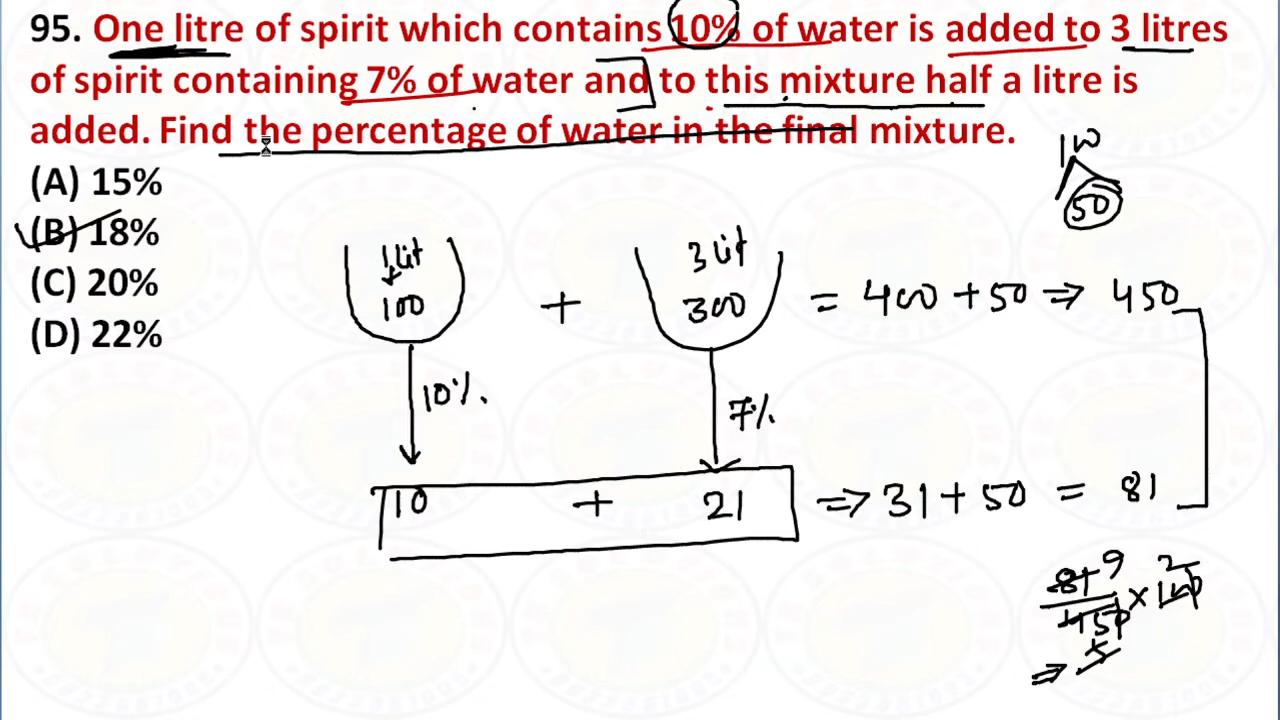 95. One litre of spirit which contains 10% of water is added to 3 litres
of spirit containing 7% of water and to this mixture half a litre is
added. Find the percentage of water in the final mixture.
(A) 15%
(B) 18%
(C) 20%
(D) 22%
100
50
1 lit
100
+
3 lit
300
= 400 + 50 ⇒ 450
10%.
7%
10 + 21 ⇒ 31 + 50 = 81
81 9
450 5
× 100 2
⇒